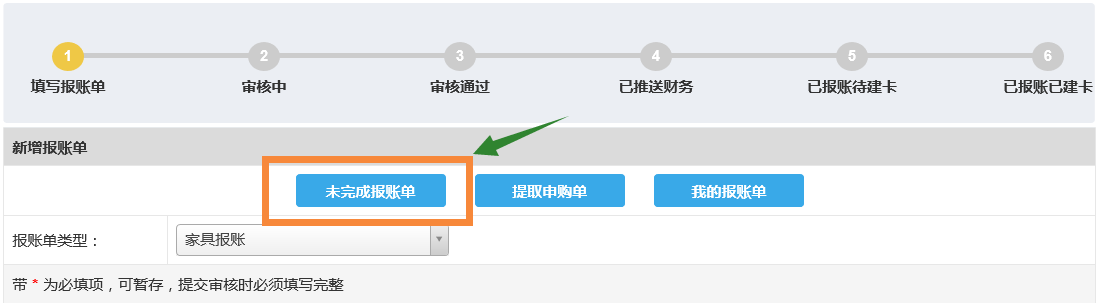 1 2 3 4 5 6
填写报账单 审核中 审核通过 已推送财务 已报账待建卡 已报账已建卡
新增报账单
未完成报账单 提取申购单 我的报账单
报账单类型： 家具报账
带 * 为必填项，可暂存，提交审核时必须填写完整